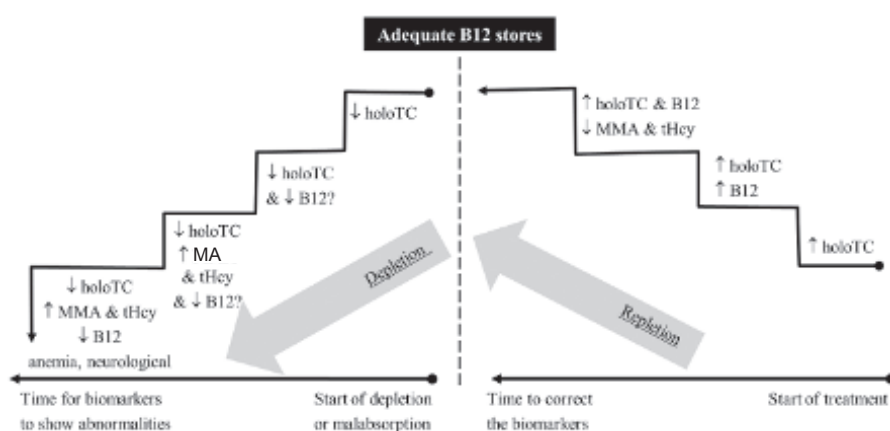 Adequate B12 stores
↓ holoTC
↓ holoTC
& ↓ B12?
↓ holoTC
↑ MA
& tHcy
& ↓ B12?
↓ holoTC
↑ MMA & tHcy
↓ B12
anemia, neurological
Depletion
Time for biomarkers
to show abnormalities
Start of depletion
or malabsorption
↑ holoTC & B12
↓ MMA & tHcy
↑ holoTC
↑ B12
↑ holoTC
Repletion
Time to correct
the biomarkers
Start of treatment